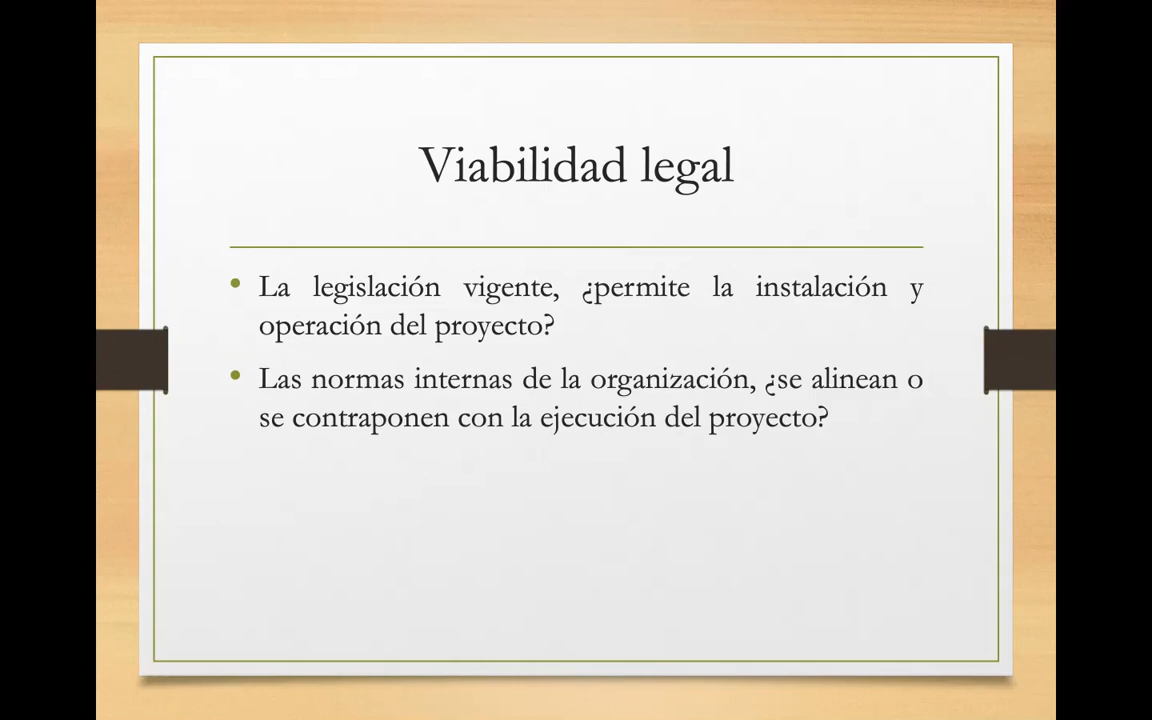 Viabilidad legal
• La legislación vigente, ¿permite la instalación y
operación del proyecto?
• Las normas internas de la organización, ¿se alinean o
se contraponen con la ejecución del proyecto?